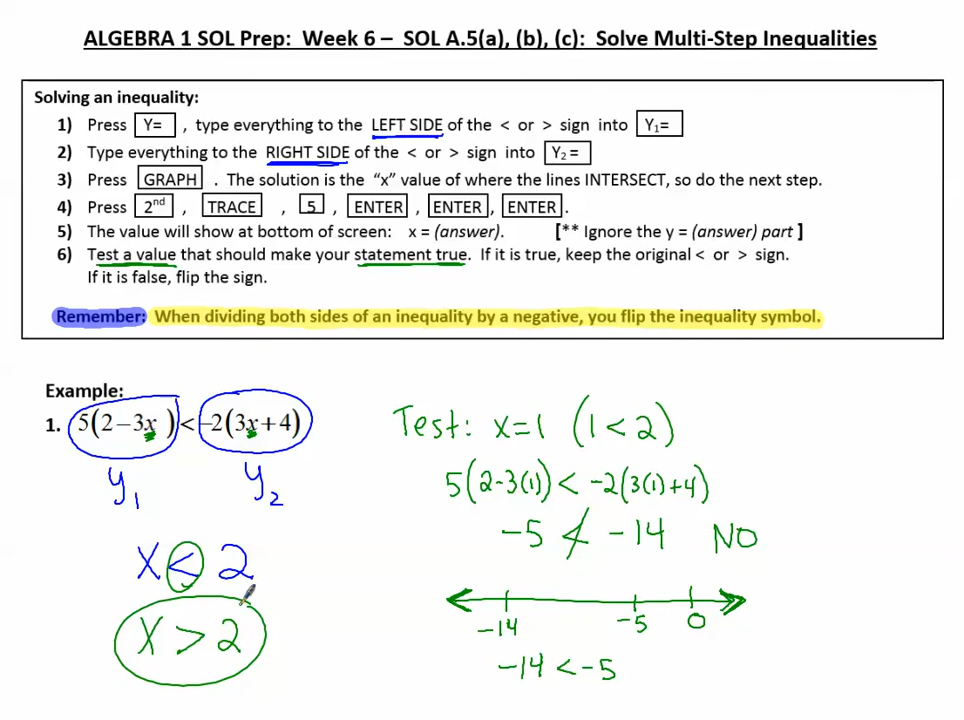 ALGEBRA 1 SOL Prep: Week 6 – SOL A.5(a), (b), (c): Solve Multi-Step Inequalities
Solving an inequality:
1) Press Y= , type everything to the LEFT SIDE of the < or > sign into Y₁=
2) Type everything to the RIGHT SIDE of the < or > sign into Y₂ =
3) Press GRAPH . The solution is the “x” value of where the lines INTERSECT, so do the next step.
4) Press 2ⁿᵈ , TRACE , 5 , ENTER , ENTER, ENTER .
5) The value will show at bottom of screen: x = (answer). [** Ignore the y = (answer) part ]
6) Test a value that should make your statement true. If it is true, keep the original < or > sign.
If it is false, flip the sign.
Remember: When dividing both sides of an inequality by a negative, you flip the inequality symbol.
Example:
1. 5(2−3x)<−2(3x+4)
y₁ y₂
x < 2
x > 2
Test: x=1 (1<2)
5(2-3(1)) < -2(3(1)+4)
-5 ≮ -14 NO
-14 -5 0
-14 < -5